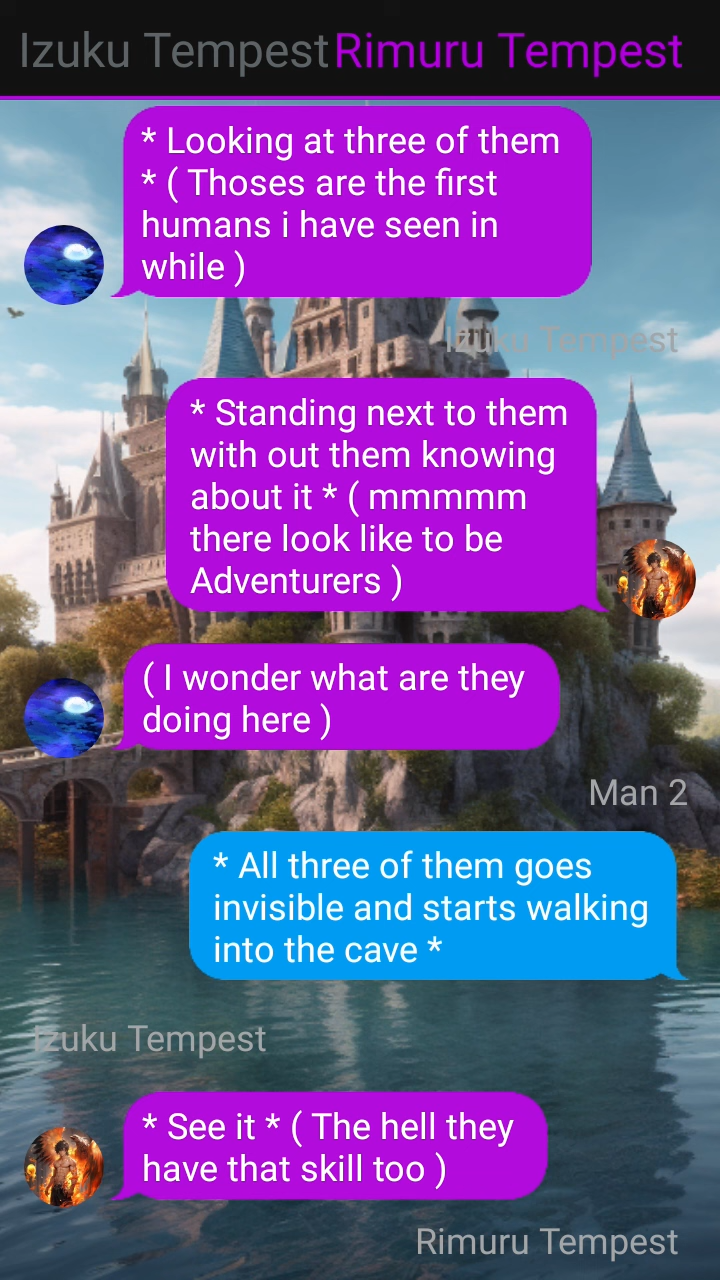 Izuku Tempest Rimuru Tempest
* Looking at three of them
* ( Thoses are the first
humans i have seen in
while )
Izuku Tempest
* Standing next to them
with out them knowing
about it * ( mmmmm
there look like to be
Adventurers )
( I wonder what are they
doing here )
Man 2
* All three of them goes
invisible and starts walking
into the cave *
Izuku Tempest
* See it * ( The hell they
have that skill too )
Rimuru Tempest